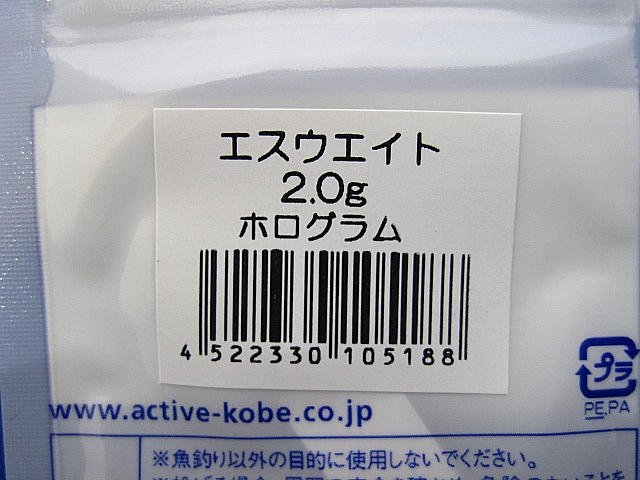 エスウエイト
2.0g
ホログラム
4 522330 105188
www.active-kobe.co.jp
プラ
PE,PA
※魚釣り以外の目的に使用しないでください。